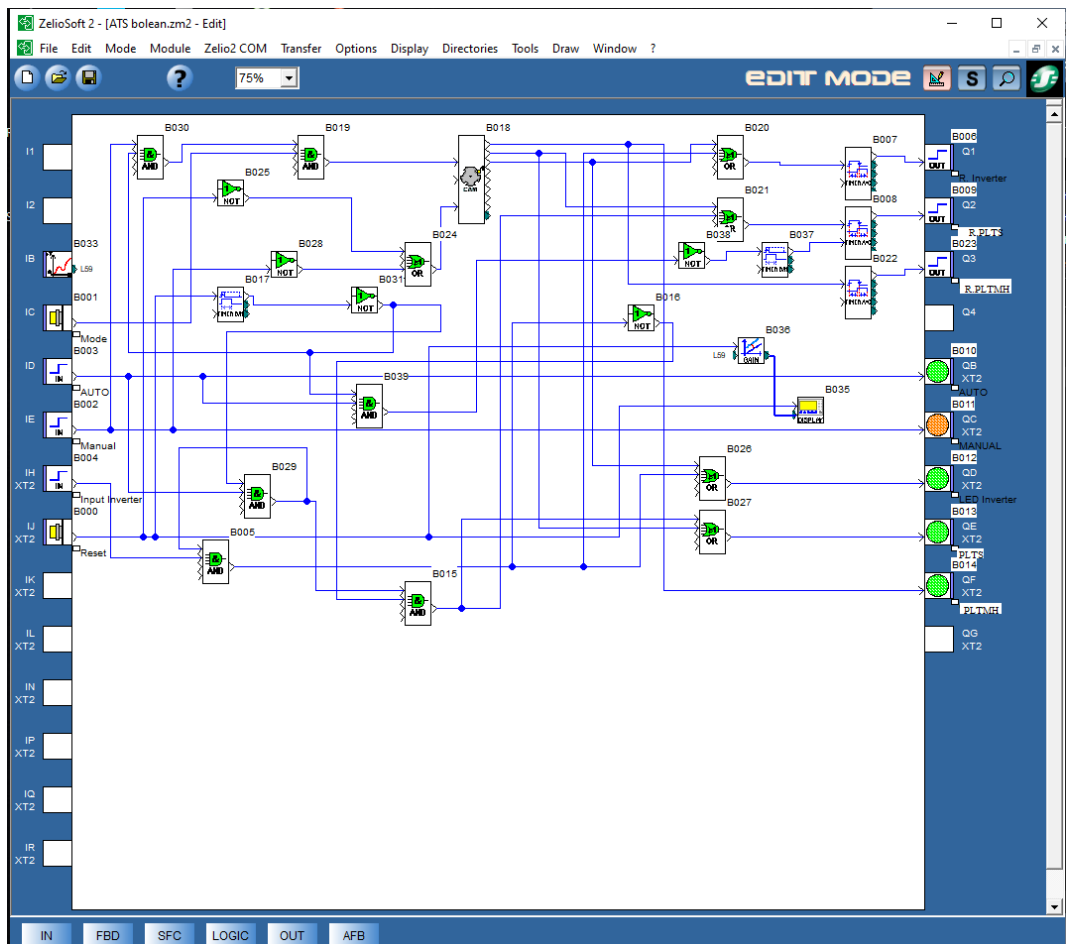 ZelioSoft 2 - [ATS bolean.zm2 - Edit]
File Edit Mode Module Zelio2 COM Transfer Options Display Directories Tools Draw Window ?
75%
EDIT MODE
S
B030
B019
B018
B020
B007
B006
I1
AND
AND
CAM
OR
OUT
Q1
R. Inverter
B025
NOT
B021
B008
B009
I2
OUT
Q2
R.PLTS
B033
B028
B024
B038
B037
B023
IB
L59
NOT
OR
NOT
OUT
Q3
R.PLTMH
B001
B017
B031
B022
IC
NOT
B016
NOT
Q4
Mode
B003
B036
B010
ID
IN
L59
GAIN
QB
XT2
AUTO
AUTO
B002
B039
B035
B011
IE
IN
AND
DISPLAY
QC
XT2
Manual
MANUAL
B004
B029
B026
B012
IH
XT2
IN
AND
OR
QD
XT2
Input Inverter
LED Inverter
B000
B005
B027
B013
IJ
XT2
AND
OR
QE
XT2
Reset
PLTS
B015
B014
IK
XT2
AND
QF
XT2
PLTMH
IL
XT2
QG
XT2
IN
XT2
IP
XT2
IQ
XT2
IR
XT2
IN FBD SFC LOGIC OUT AFB